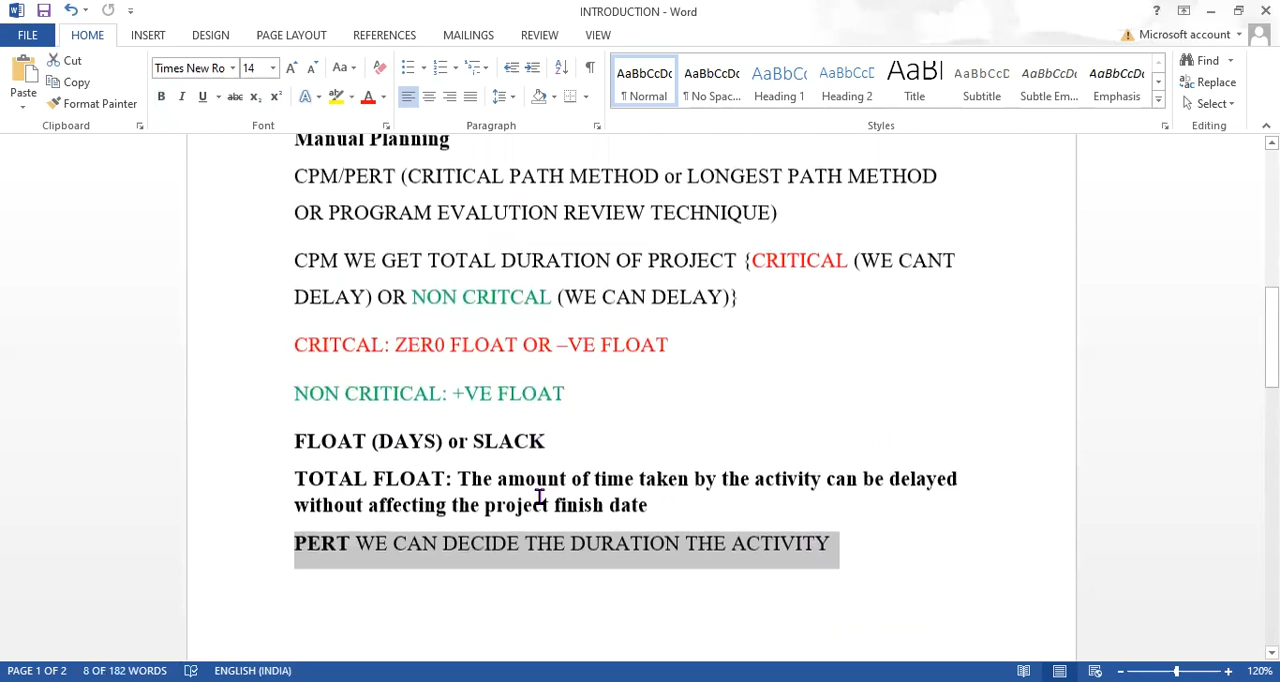 INTRODUCTION - Word
Microsoft account
FILE HOME INSERT DESIGN PAGE LAYOUT REFERENCES MAILINGS REVIEW VIEW
Paste
Cut
Copy
Format Painter
Clipboard
Times New Ro 14
Aa
B I U abc X₂ X²
Font
Paragraph
AaBbCcDc AaBbCcDc AaBbCc AaBbCcD AaBl AaBbCcD AaBbCcDc AaBbCcDc
¶ Normal ¶ No Spac... Heading 1 Heading 2 Title Subtitle Subtle Em... Emphasis
Styles
Find
Replace
Select
Editing
Manual Planning
CPM/PERT (CRITICAL PATH METHOD or LONGEST PATH METHOD
OR PROGRAM EVALUTION REVIEW TECHNIQUE)
CPM WE GET TOTAL DURATION OF PROJECT {CRITICAL (WE CANT
DELAY) OR NON CRITCAL (WE CAN DELAY)}
CRITCAL: ZER0 FLOAT OR –VE FLOAT
NON CRITICAL: +VE FLOAT
FLOAT (DAYS) or SLACK
TOTAL FLOAT: The amount of time taken by the activity can be delayed
without affecting the project finish date
PERT WE CAN DECIDE THE DURATION THE ACTIVITY
PAGE 1 OF 2 8 OF 182 WORDS ENGLISH (INDIA) 120%